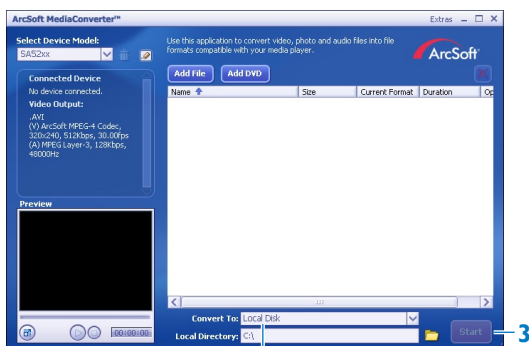 ArcSoft MediaConverter™
Extras
Select Device Model:
SA52xx
Use this application to convert video, photo and audio files into file
formats compatible with your media player.
ArcSoft
Add File
Add DVD
Connected Device
No device connected.
Video Output:
.AVI
(V) ArcSoft MPEG-4 Codec,
320x240, 512Kbps, 30.00fps
(A) MPEG Layer-3, 128Kbps,
48000Hz
Name
Size
Current Format
Duration
Op
Preview
00:00:00
Convert To: Local Disk
Local Directory: C:\
Start
3